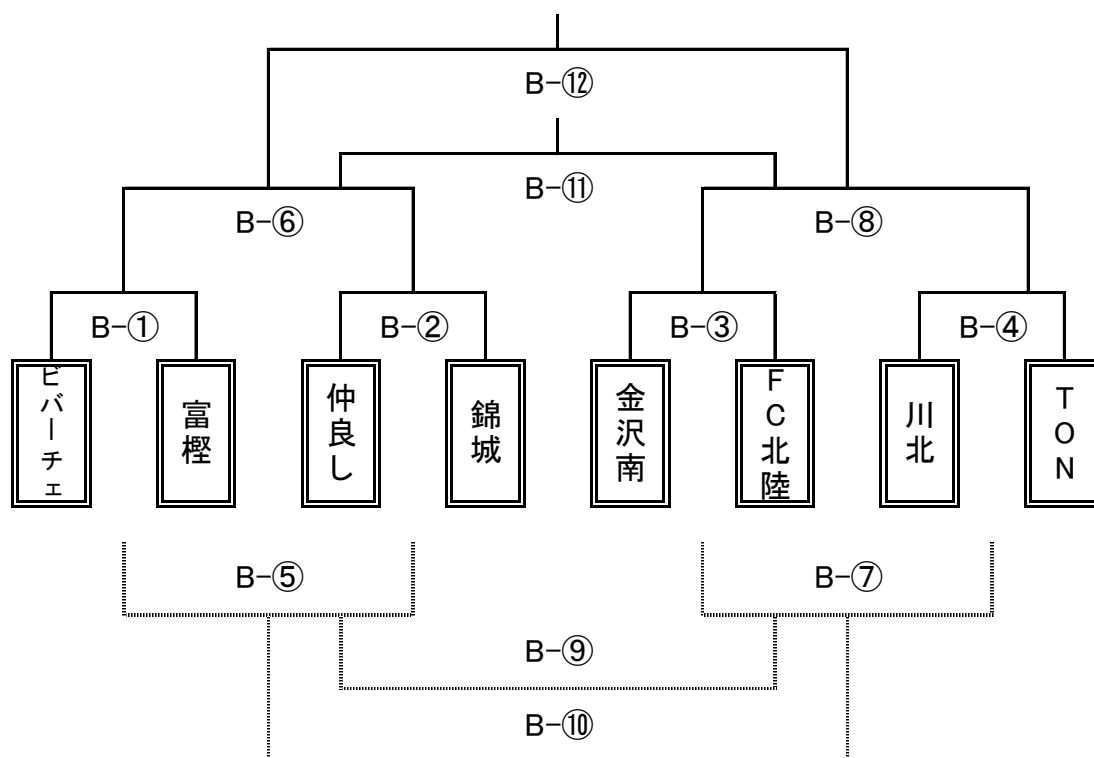 B-⑫
B-⑪
B-⑥
B-⑧
B-①
B-②
B-③
B-④
ビバーチェ
富樫
仲良し
錦城
金沢南
FC北陸
川北
TON
B-⑤
B-⑦
B-⑨
B-⑩